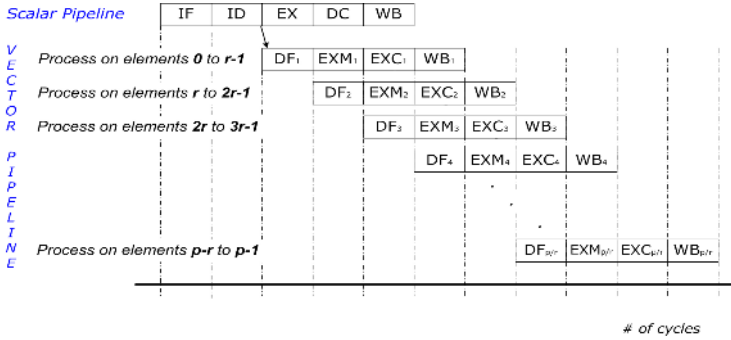 Scalar Pipeline IF ID EX DC WB
VECTOR PIPELINE
Process on elements 0 to r-1 DF₁ EXM₁ EXC₁ WB₁
Process on elements r to 2r-1 DF₂ EXM₂ EXC₂ WB₂
Process on elements 2r to 3r-1 DF₃ EXM₃ EXC₃ WB₃
DF₄ EXM₄ EXC₄ WB₄
Process on elements p-r to p-1 DFp/r EXMp/r EXCp/r WBp/r
# of cycles